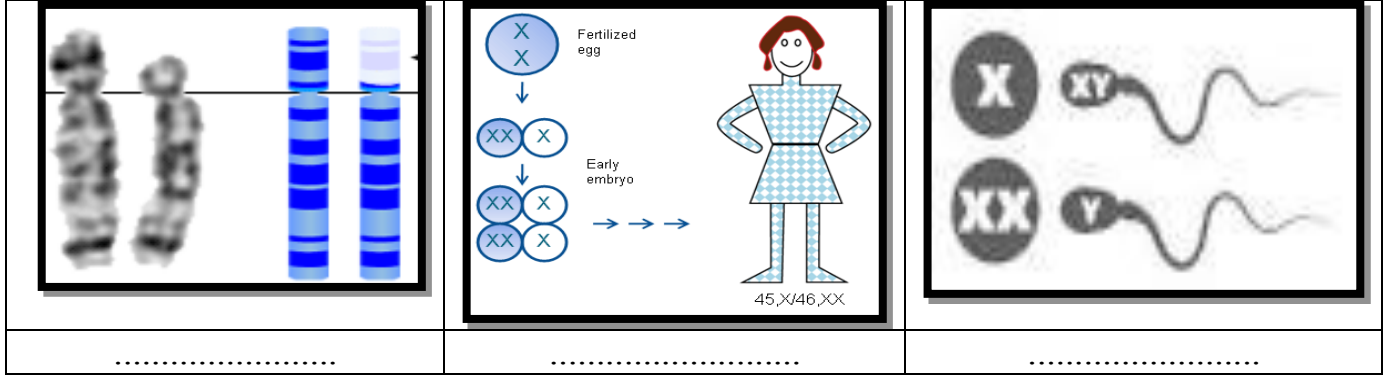 X
X
Fertilized
egg
XX X
Early
embryo
XX X
XX X
45,X/46,XX
X XY
XX Y
........................
...........................
.........................